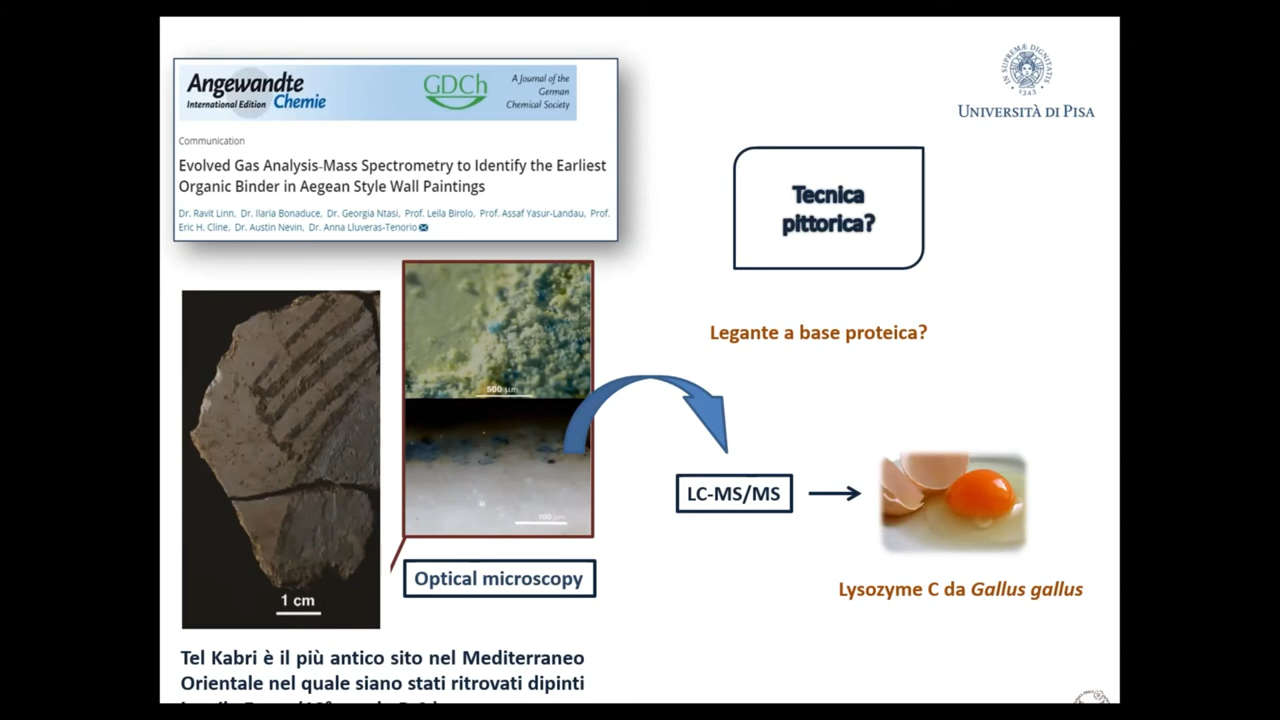 Angewandte
International Edition Chemie
GDCh
A Journal of the
German
Chemical Society
Communication
Evolved Gas Analysis-Mass Spectrometry to Identify the Earliest
Organic Binder in Aegean Style Wall Paintings
Dr. Ravit Linn, Dr. Ilaria Bonaduce, Dr. Georgia Ntasi, Prof. Leila Birolo, Prof. Assaf Yasur-Landau, Prof.
Eric H. Cline, Dr. Austin Nevin, Dr. Anna Lluveras-Tenorio
IN SUPREMÆ DIGNITATIS
UNIVERSITÀ DI PISA
Tecnica
pittorica?
Legante a base proteica?
500 µm
100 µm
LC-MS/MS
Optical microscopy
1 cm
Lysozyme C da Gallus gallus
Tel Kabri è il più antico sito nel Mediterraneo
Orientale nel quale siano stati ritrovati dipinti